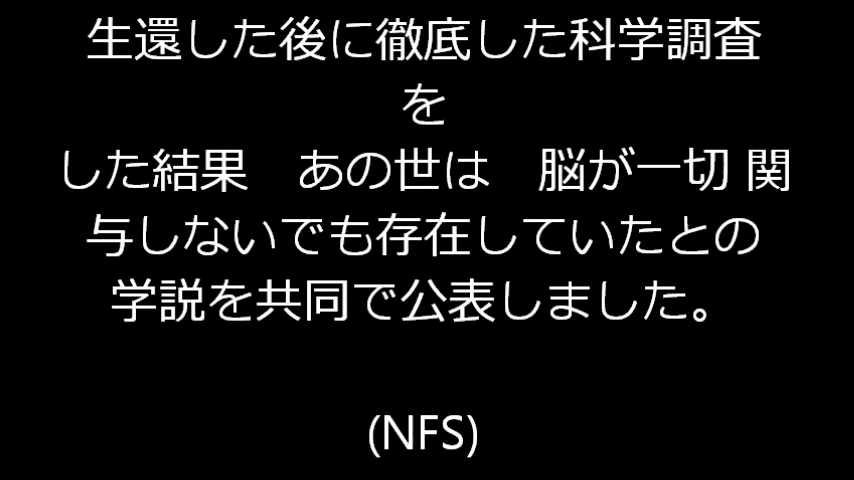 生還した後に徹底した科学調査
を
した結果　あの世は　脳が一切 関
与しないでも存在していたとの
学説を共同で公表しました。
(NFS)